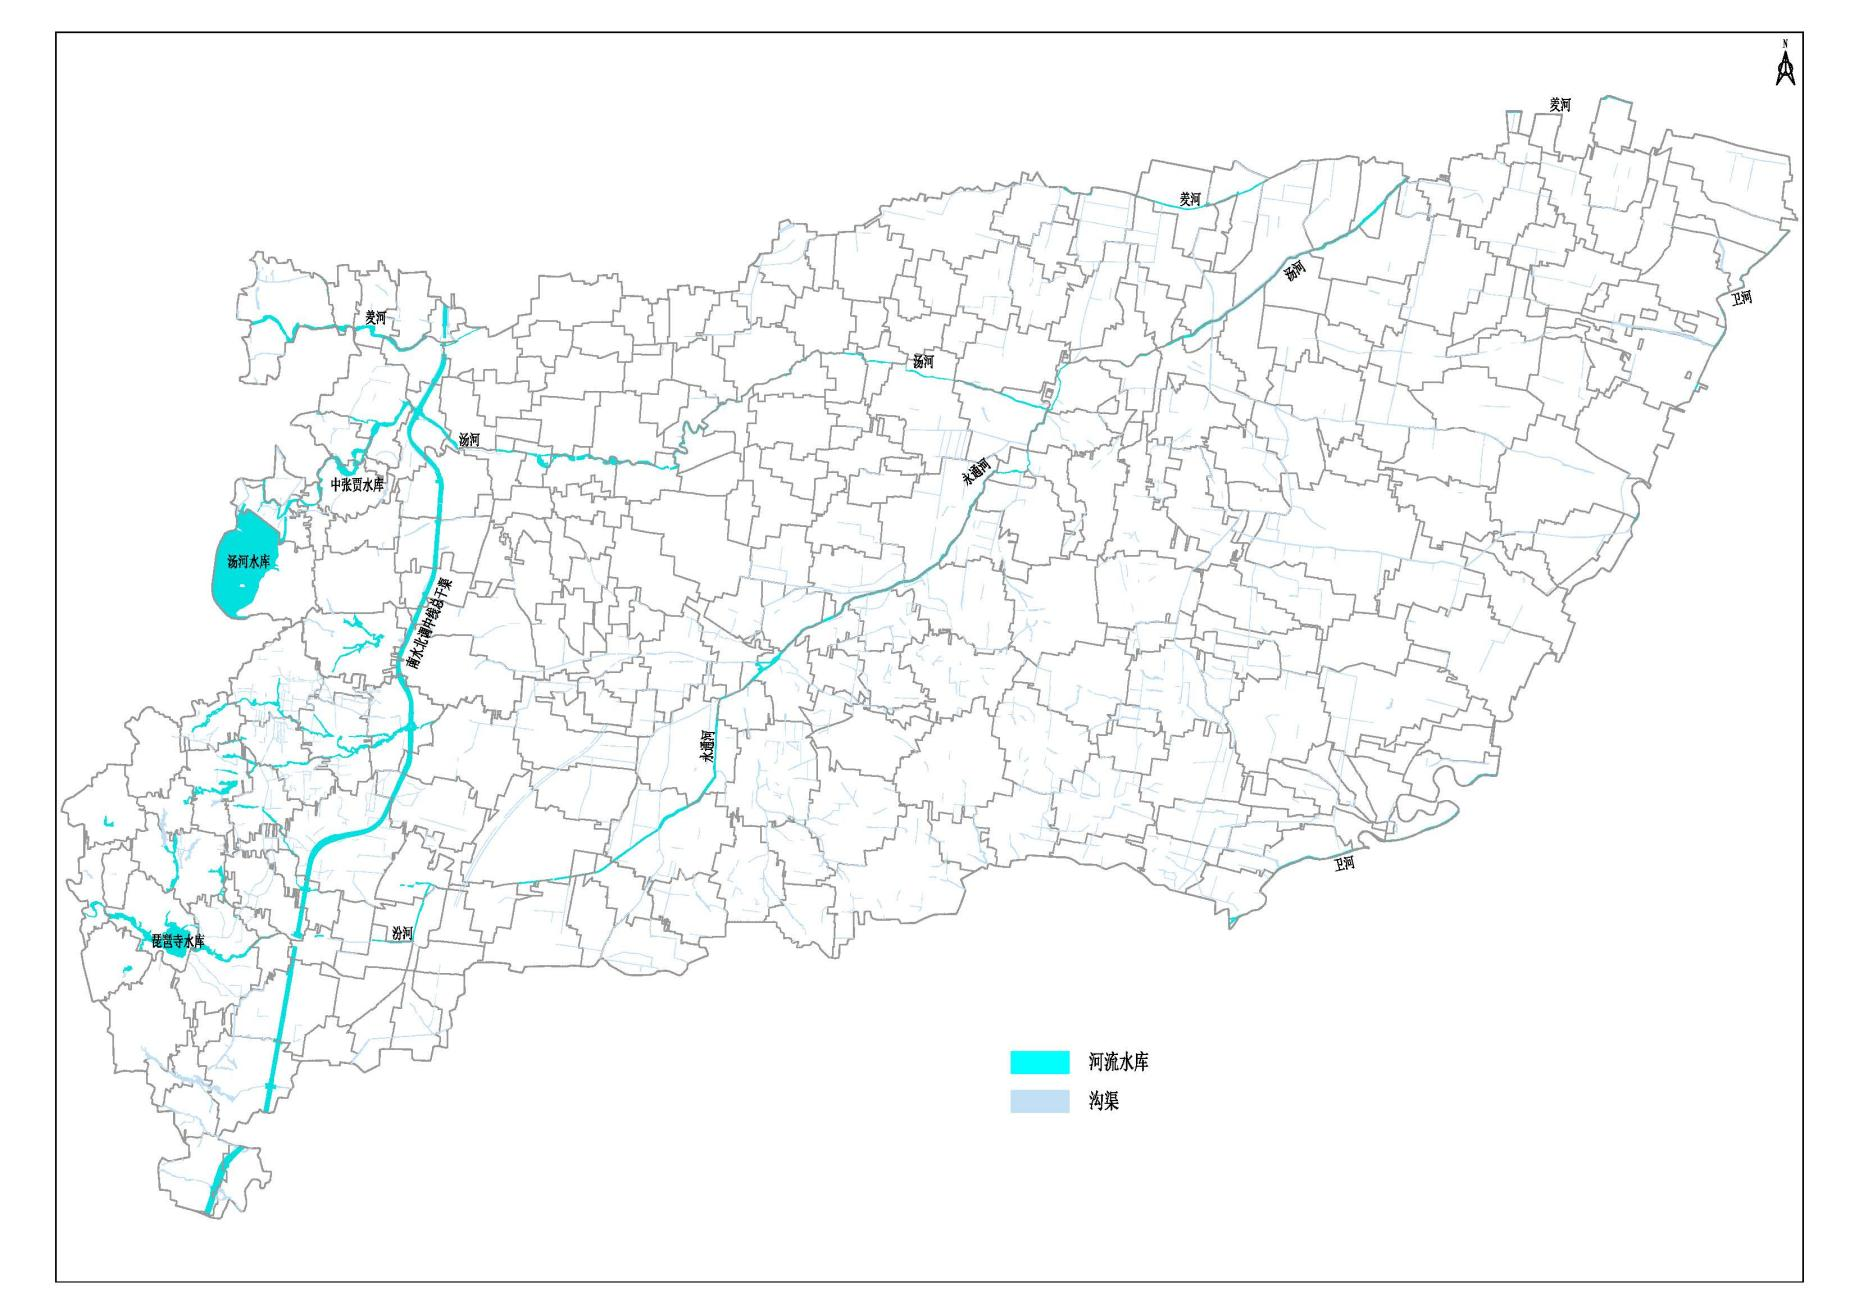 N
羑河
羑河
汤河
卫河
羑河
汤河
汤河
永通河
中张贾水库
汤河水库
南水北调中线总干渠
永通河
卫河
汾河
琵琶寺水库
河流水库
沟渠